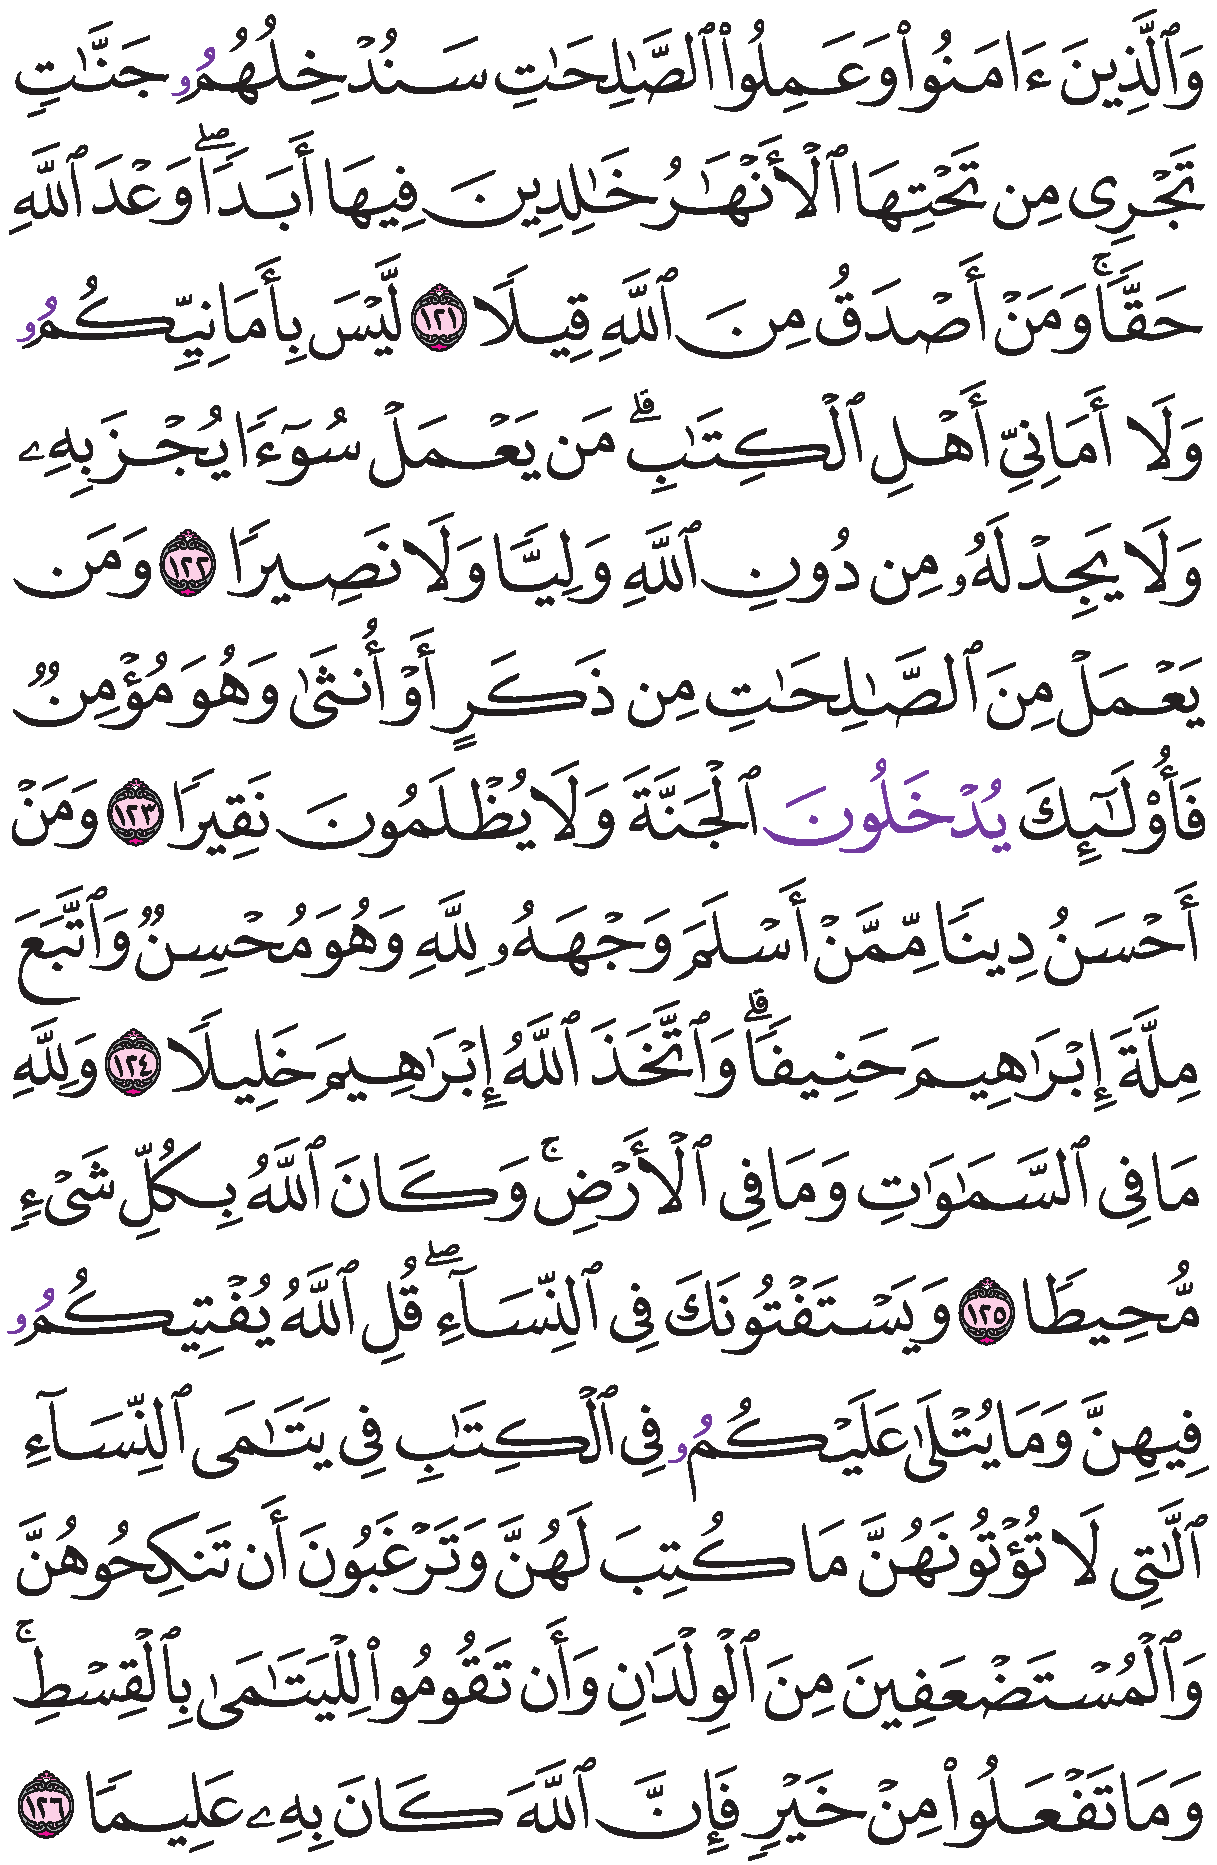 وَٱلَّذِينَ ءَامَنُواْ وَعَمِلُواْ ٱلصَّٰلِحَٰتِ سَنُدْخِلُهُمُۥ جَنَّٰتٖ
تَجْرِي مِن تَحْتِهَا ٱلْأَنْهَٰرُ خَٰلِدِينَ فِيهَا أَبَدٗاۖ وَعْدَ ٱللَّهِ
حَقّٗاۚ وَمَنْ أَصْدَقُ مِنَ ٱللَّهِ قِيلٗا ١٢١ لَّيْسَ بِأَمَانِيِّكُمُۥ
وَلَا أَمَانِيِّ أَهْلِ ٱلْكِتَٰبِۗ مَن يَعْمَلْ سُوٓءٗا يُجْزَ بِهِۦ
وَلَا يَجِدْ لَهُۥ مِن دُونِ ٱللَّهِ وَلِيّٗا وَلَا نَصِيرٗا ١٢٢ وَمَن
يَعْمَلْ مِنَ ٱلصَّٰلِحَٰتِ مِن ذَكَرٍ أَوْ أُنثَىٰ وَهُوَ مُؤْمِنٞ
فَأُوْلَٰٓئِكَ يُدْخَلُونَ ٱلْجَنَّةَ وَلَا يُظْلَمُونَ نَقِيرٗا ١٢٣ وَمَنْ
أَحْسَنُ دِينٗا مِّمَّنْ أَسْلَمَ وَجْهَهُۥ لِلَّهِ وَهُوَ مُحْسِنٞ وَٱتَّبَعَ
مِلَّةَ إِبْرَٰهِيمَ حَنِيفٗاۗ وَٱتَّخَذَ ٱللَّهُ إِبْرَٰهِيمَ خَلِيلٗا ١٢٤ وَلِلَّهِ
مَا فِي ٱلسَّمَٰوَٰتِ وَمَا فِي ٱلْأَرْضِۚ وَكَانَ ٱللَّهُ بِكُلِّ شَيْءٖ
مُّحِيطٗا ١٢٥ وَيَسْتَفْتُونَكَ فِي ٱلنِّسَآءِۖ قُلِ ٱللَّهُ يُفْتِيكُمُۥ
فِيهِنَّ وَمَا يُتْلَىٰ عَلَيْكُمُۥ فِي ٱلْكِتَٰبِ فِي يَتَٰمَى ٱلنِّسَآءِ
ٱلَّٰتِي لَا تُؤْتُونَهُنَّ مَا كُتِبَ لَهُنَّ وَتَرْغَبُونَ أَن تَنكِحُوهُنَّ
وَٱلْمُسْتَضْعَفِينَ مِنَ ٱلْوِلْدَٰنِ وَأَن تَقُومُواْ لِلْيَتَٰمَىٰ بِٱلْقِسْطِۚ
وَمَا تَفْعَلُواْ مِنْ خَيْرٖ فَإِنَّ ٱللَّهَ كَانَ بِهِۦ عَلِيمٗا ١٢٦